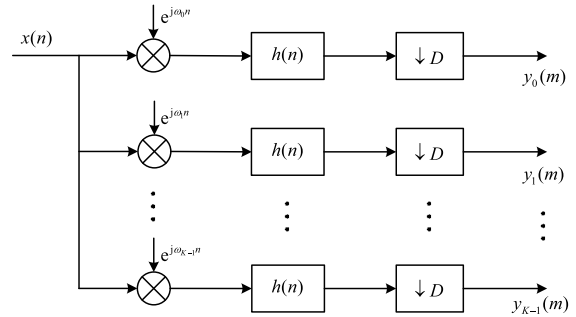 e^{jω_0 n}
x(n)
h(n)
↓ D
y_0(m)
e^{jω_1 n}
h(n)
↓ D
y_1(m)
e^{jω_{K−1} n}
h(n)
↓ D
y_{K−1}(m)